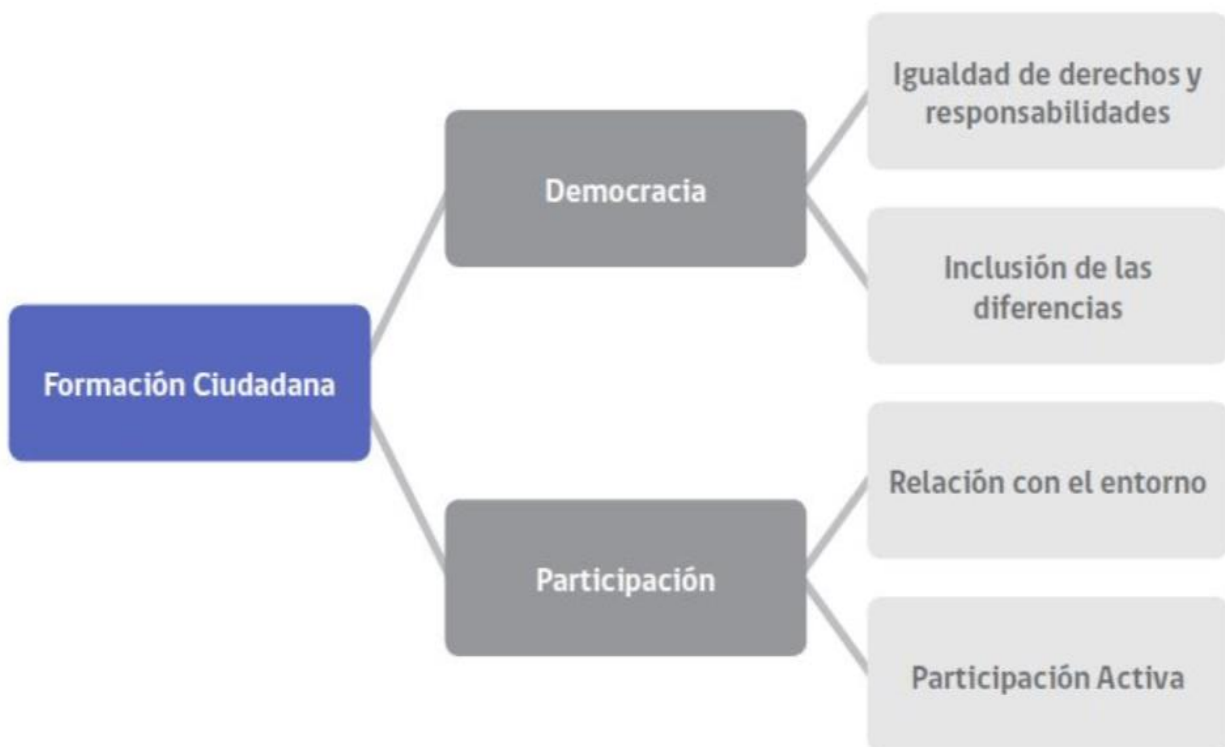 Formación Ciudadana
Democracia
Igualdad de derechos y
responsabilidades
Inclusión de las
diferencias
Participación
Relación con el entorno
Participación Activa